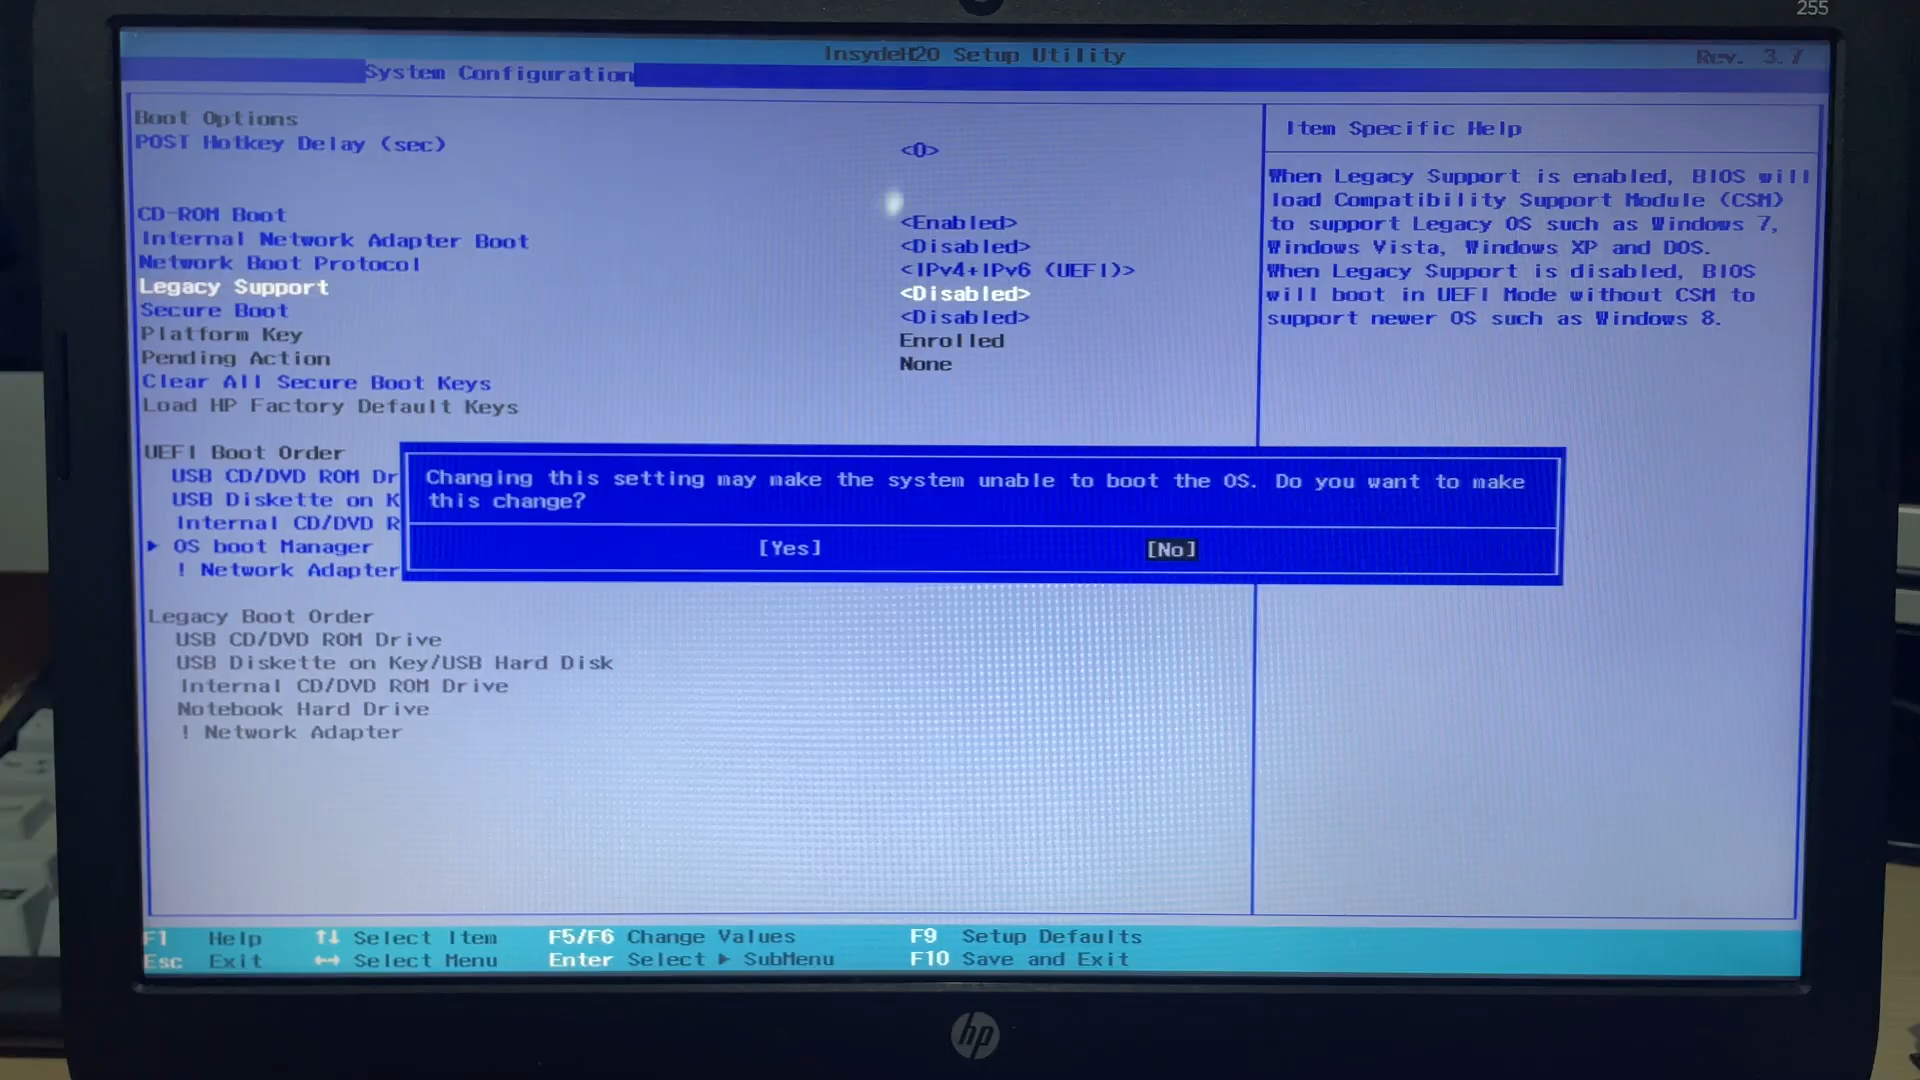 255
InsydeH20 Setup Utility
Rev. 3.7
System Configuration
Boot Options
POST Hotkey Delay (sec) <0>
CD-ROM Boot <Enabled>
Internal Network Adapter Boot <Disabled>
Network Boot Protocol <IPv4+IPv6 (UEFI)>
Legacy Support <Disabled>
Secure Boot <Disabled>
Platform Key Enrolled
Pending Action None
Clear All Secure Boot Keys
Load HP Factory Default Keys
UEFI Boot Order
USB CD/DVD ROM Dr
USB Diskette on K
Internal CD/DVD R
▶ OS boot Manager
! Network Adapter
Changing this setting may make the system unable to boot the OS. Do you want to make
this change?
[Yes] [No]
Legacy Boot Order
USB CD/DVD ROM Drive
USB Diskette on Key/USB Hard Disk
Internal CD/DVD ROM Drive
Notebook Hard Drive
! Network Adapter
Item Specific Help
When Legacy Support is enabled, BIOS will
load Compatibility Support Module (CSM)
to support Legacy OS such as Windows 7,
Windows Vista, Windows XP and DOS.
When Legacy Support is disabled, BIOS
will boot in UEFI Mode without CSM to
support newer OS such as Windows 8.
F1 Help ↑↓ Select Item F5/F6 Change Values F9 Setup Defaults
Esc Exit ↔ Select Menu Enter Select ▶ SubMenu F10 Save and Exit
hp